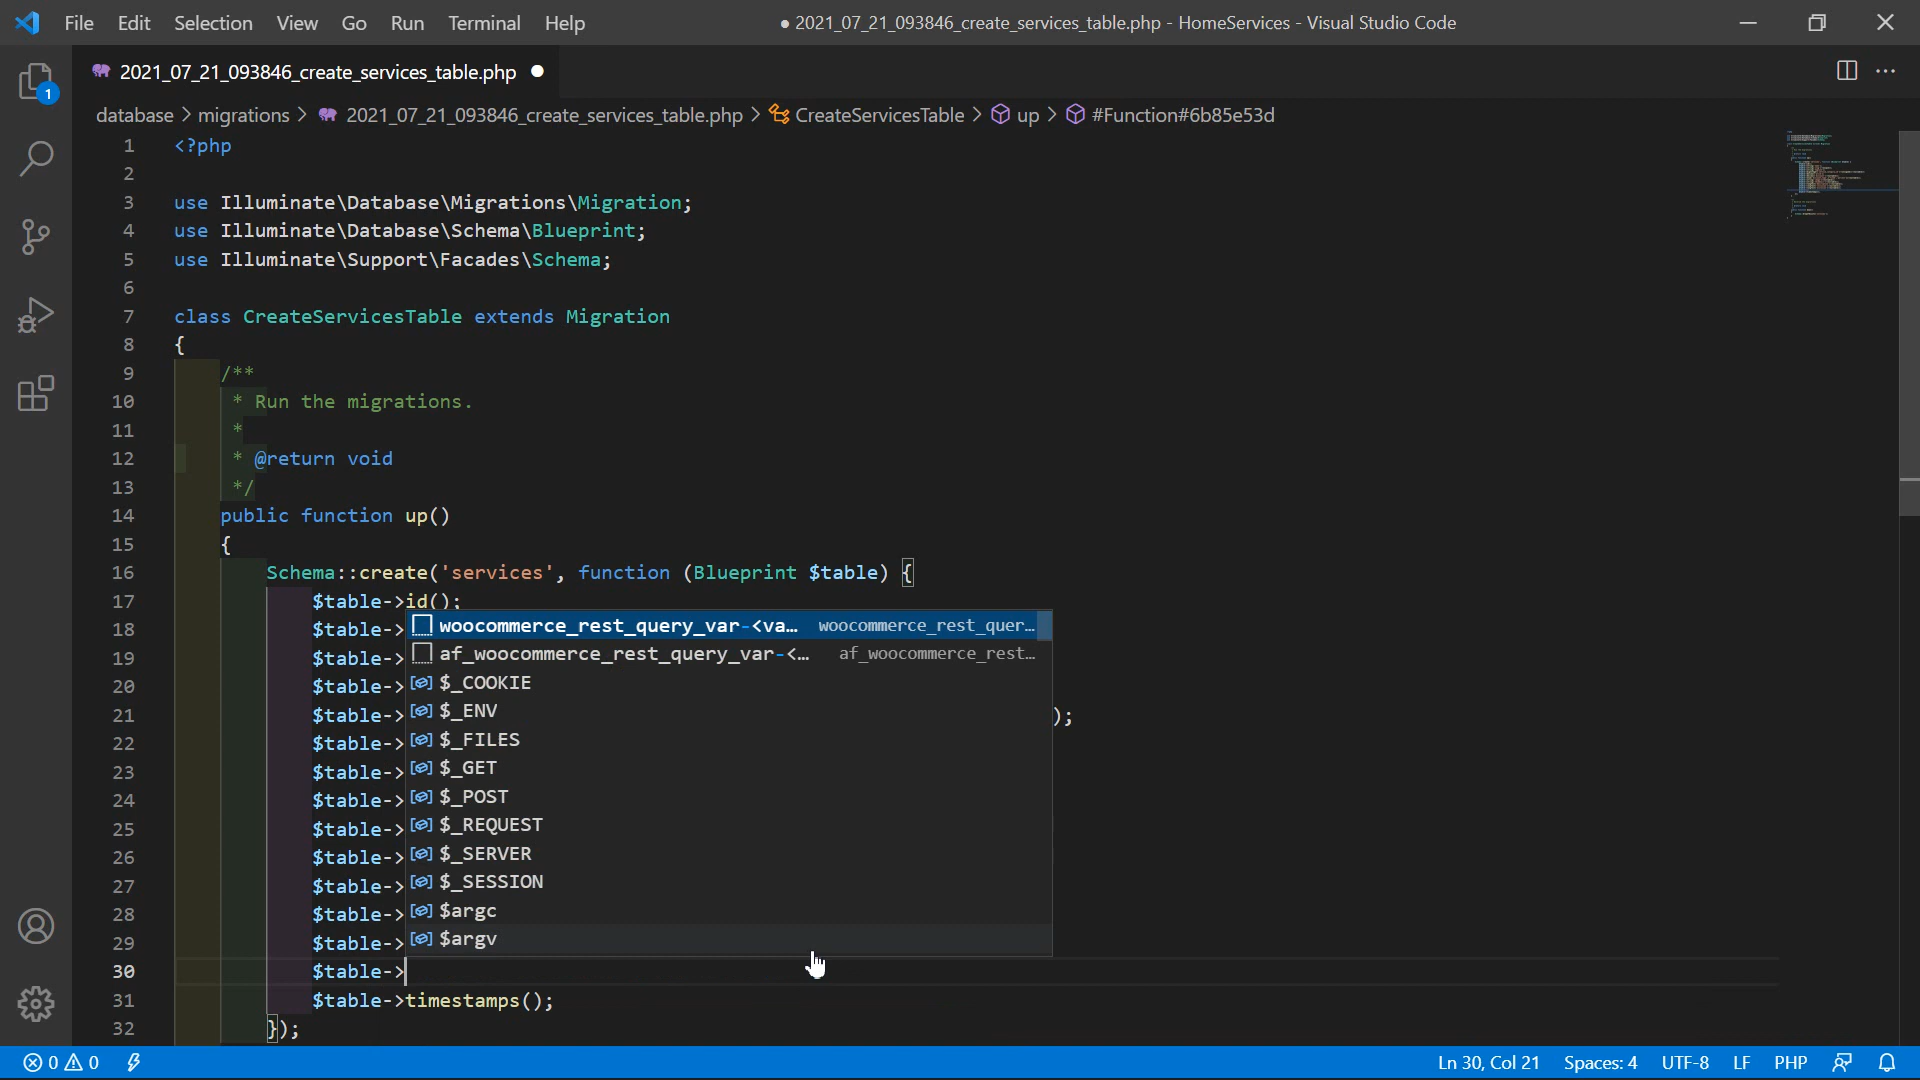 File Edit Selection View Go Run Terminal Help ● 2021_07_21_093846_create_services_table.php - HomeServices - Visual Studio Code
2021_07_21_093846_create_services_table.php ●
database > migrations > 2021_07_21_093846_create_services_table.php > CreateServicesTable > up > #Function#6b85e53d
1
1 <?php
2
3 use Illuminate\Database\Migrations\Migration;
4 use Illuminate\Database\Schema\Blueprint;
5 use Illuminate\Support\Facades\Schema;
6
7 class CreateServicesTable extends Migration
8 {
9 /**
10 * Run the migrations.
11 *
12 * @return void
13 */
14 public function up()
15 {
16 Schema::create('services', function (Blueprint $table) {
17 $table->id();
18 $table-> woocommerce_rest_query_var-<va... woocommerce_rest_quer...
19 $table-> af_woocommerce_rest_query_var-<... af_woocommerce_rest...
20 $table-> $_COOKIE
21 $table-> $_ENV );
22 $table-> $_FILES
23 $table-> $_GET
24 $table-> $_POST
25 $table-> $_REQUEST
26 $table-> $_SERVER
27 $table-> $_SESSION
28 $table-> $argc
29 $table-> $argv
30 $table->
31 $table->timestamps();
32 });
0 0 Ln 30, Col 21 Spaces: 4 UTF-8 LF PHP